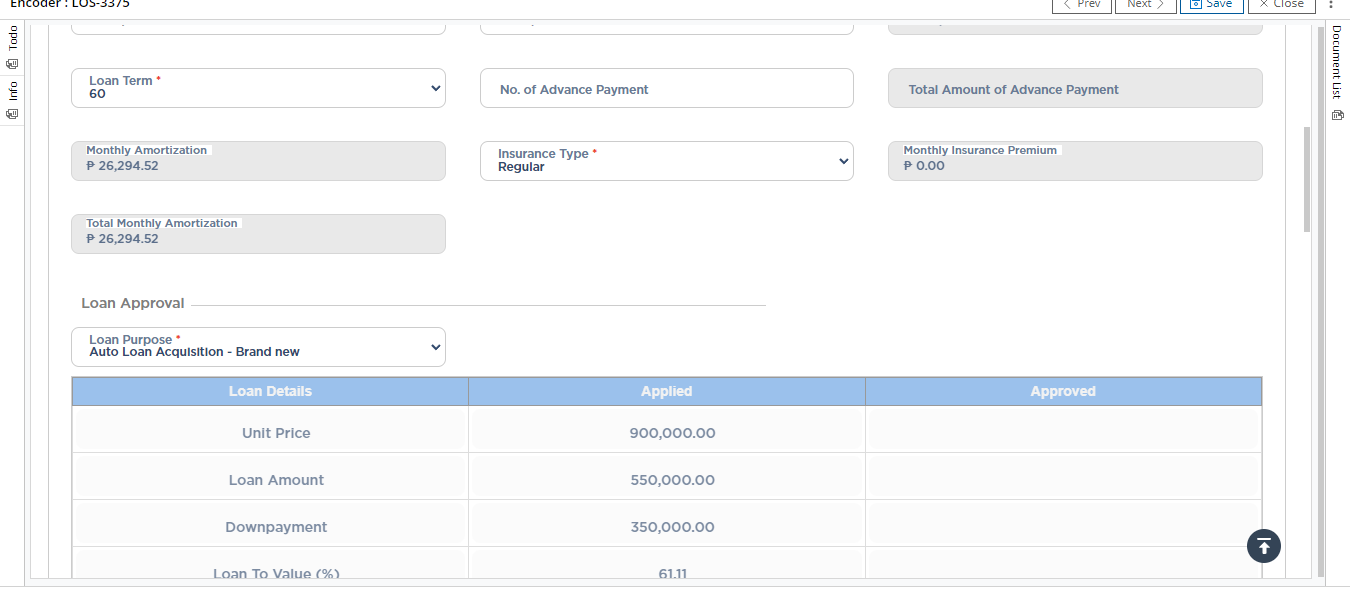 Encoder : LOS-3375
Prev
Next
Save
Close
Todo
Info
Document List
Loan Term *
60
No. of Advance Payment
Total Amount of Advance Payment
Monthly Amortization
₱ 26,294.52
Insurance Type *
Regular
Monthly Insurance Premium
₱ 0.00
Total Monthly Amortization
₱ 26,294.52
Loan Approval
Loan Purpose *
Auto Loan Acquisition - Brand new
Loan Details Applied Approved
Unit Price 900,000.00
Loan Amount 550,000.00
Downpayment 350,000.00
Loan To Value (%) 61.11